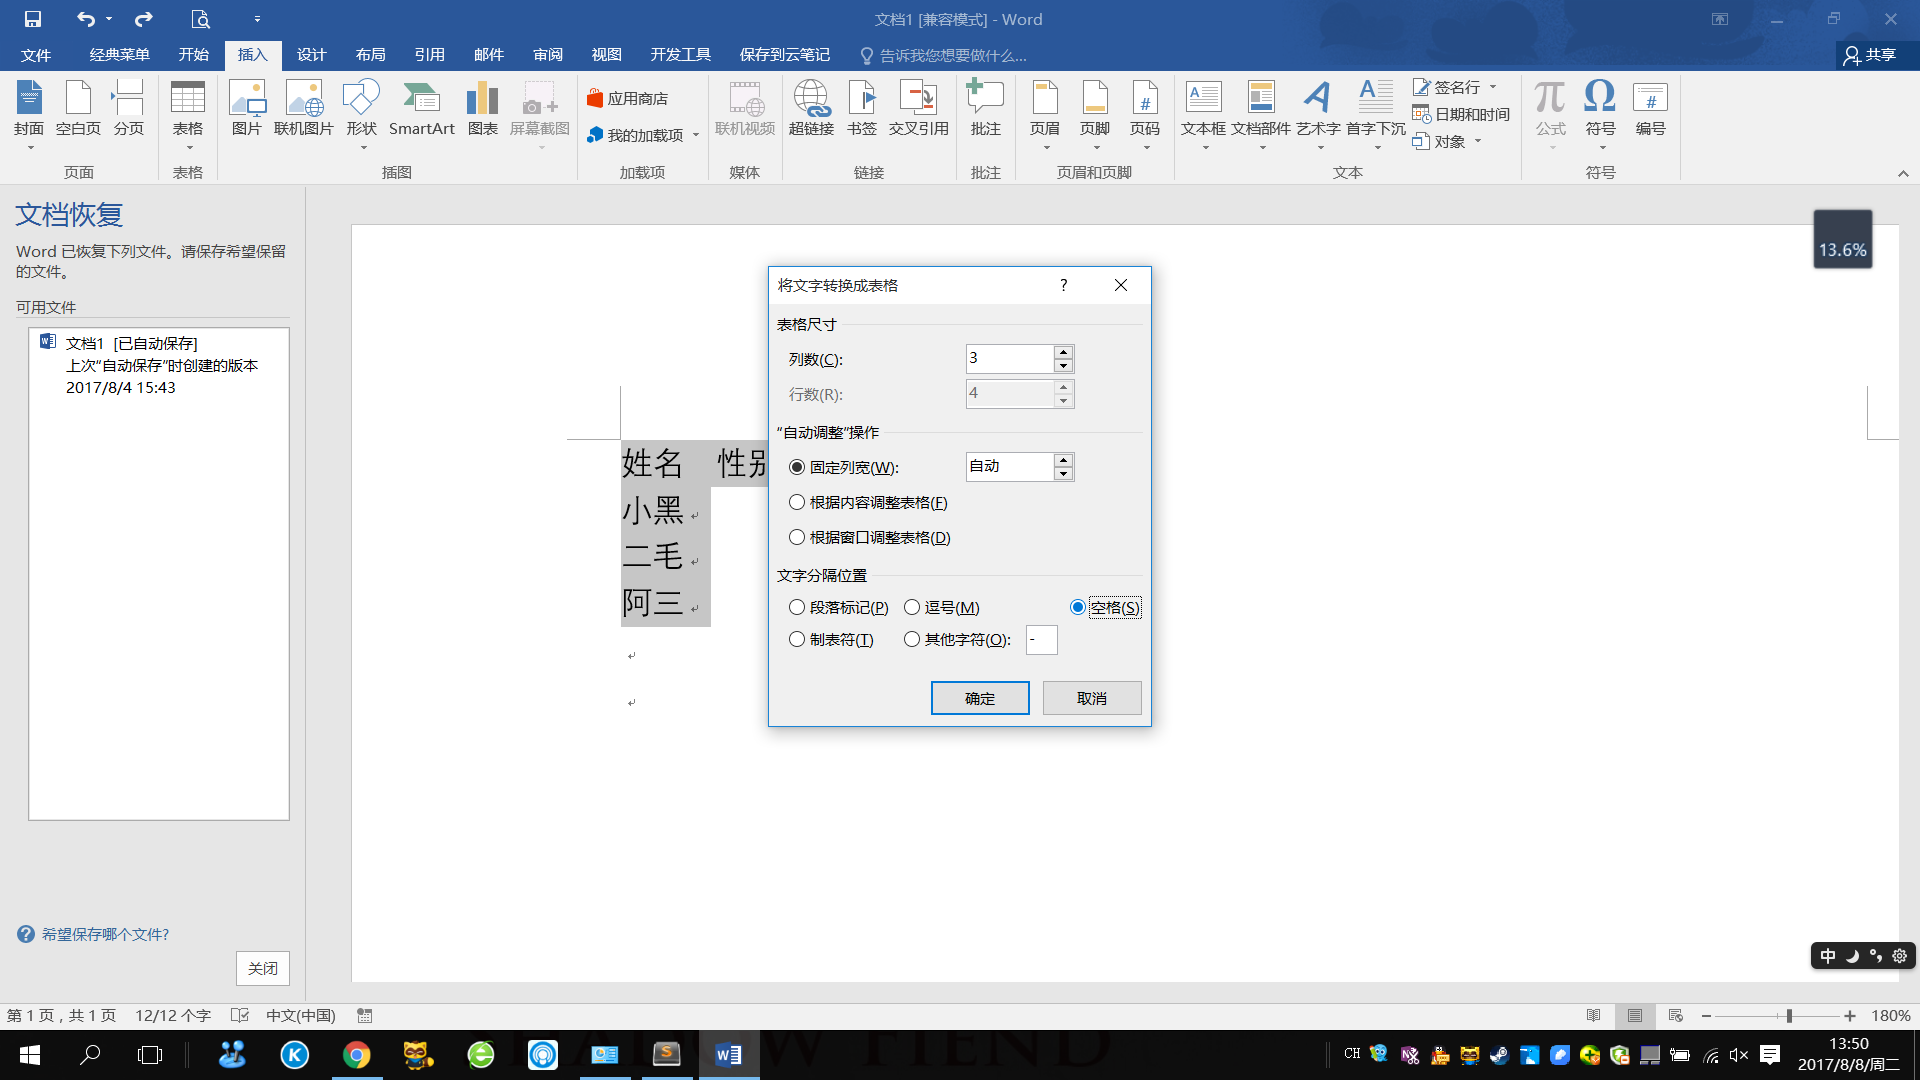 文档1 [兼容模式] - Word
文件 经典菜单 开始 插入 设计 布局 引用 邮件 审阅 视图 开发工具 保存到云笔记 告诉我您想要做什么... 共享
封面 空白页 分页 表格 图片 联机图片 形状 SmartArt 图表 屏幕截图 应用商店 我的加载项 联机视频 超链接 书签 交叉引用 批注 页眉 页脚 页码 文本框 文档部件 艺术字 首字下沉 签名行 日期和时间 对象 公式 符号 编号
页面 表格 插图 加载项 媒体 链接 批注 页眉和页脚 文本 符号
文档恢复
Word 已恢复下列文件。请保存希望保留
的文件。
可用文件
文档1 [已自动保存]
上次“自动保存”时创建的版本
2017/8/4 15:43
希望保存哪个文件?
关闭
13.6%
姓名 性别
小黑
二毛
阿三
将文字转换成表格 ?
表格尺寸
列数(C): 3
行数(R): 4
“自动调整”操作
固定列宽(W): 自动
根据内容调整表格(F)
根据窗口调整表格(D)
文字分隔位置
段落标记(P) 逗号(M) 空格(S)
制表符(T) 其他字符(O): -
确定 取消
中
第 1 页，共 1 页 12/12 个字 中文(中国) 180%
CH
13:50
2017/8/8/周二